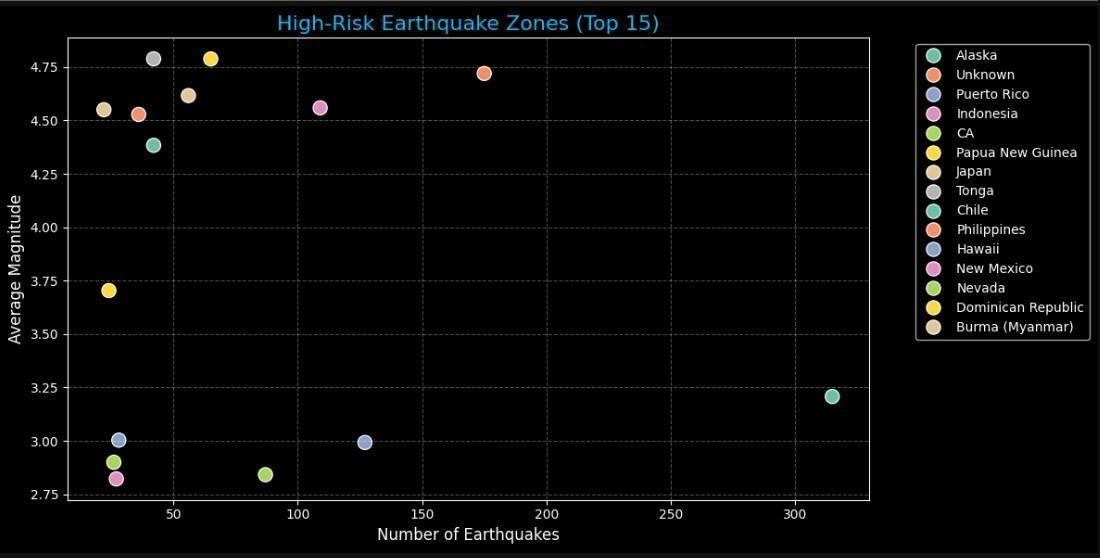 High-Risk Earthquake Zones (Top 15)
Average Magnitude
4.75
4.50
4.25
4.00
3.75
3.50
3.25
3.00
2.75
50
100
150
200
250
300
Number of Earthquakes
Alaska
Unknown
Puerto Rico
Indonesia
CA
Papua New Guinea
Japan
Tonga
Chile
Philippines
Hawaii
New Mexico
Nevada
Dominican Republic
Burma (Myanmar)